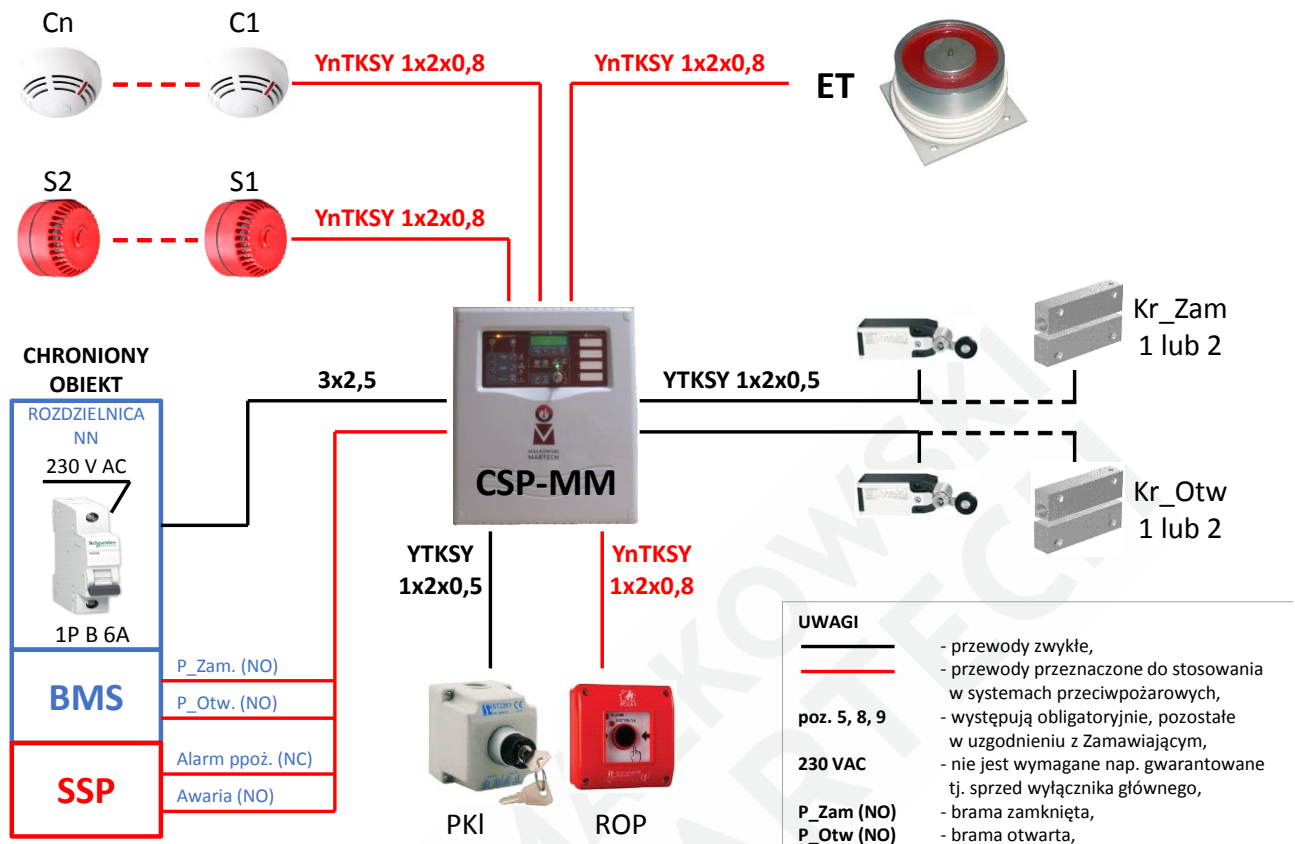 Cn
C1
YnTKSY 1x2x0,8
YnTKSY 1x2x0,8
ET
S2
S1
YnTKSY 1x2x0,8
Kr_Zam
1 lub 2
CHRONIONY
OBIEKT
3x2,5
YTKSY 1x2x0,5
ROZDZIELNICA
NN
230 V AC
MAŁKOWSKI
MARTECH
CSP-MM
Kr_Otw
1 lub 2
Schneider
1P B 6A
YTKSY
1x2x0,5
YnTKSY
1x2x0,8
BMS
P_Zam. (NO)
P_Otw. (NO)
SSP
Alarm ppoż. (NC)
Awaria (NO)
PKl
ROP
UWAGI
- przewody zwykłe,
- przewody przeznaczone do stosowania
w systemach przeciwpożarowych,
poz. 5, 8, 9 - występują obligatoryjnie, pozostałe
w uzgodnieniu z Zamawiającym,
230 VAC - nie jest wymagane nap. gwarantowane
tj. sprzed wyłącznika głównego,
P_Zam (NO) - brama zamknięta,
P_Otw (NO) - brama otwarta,